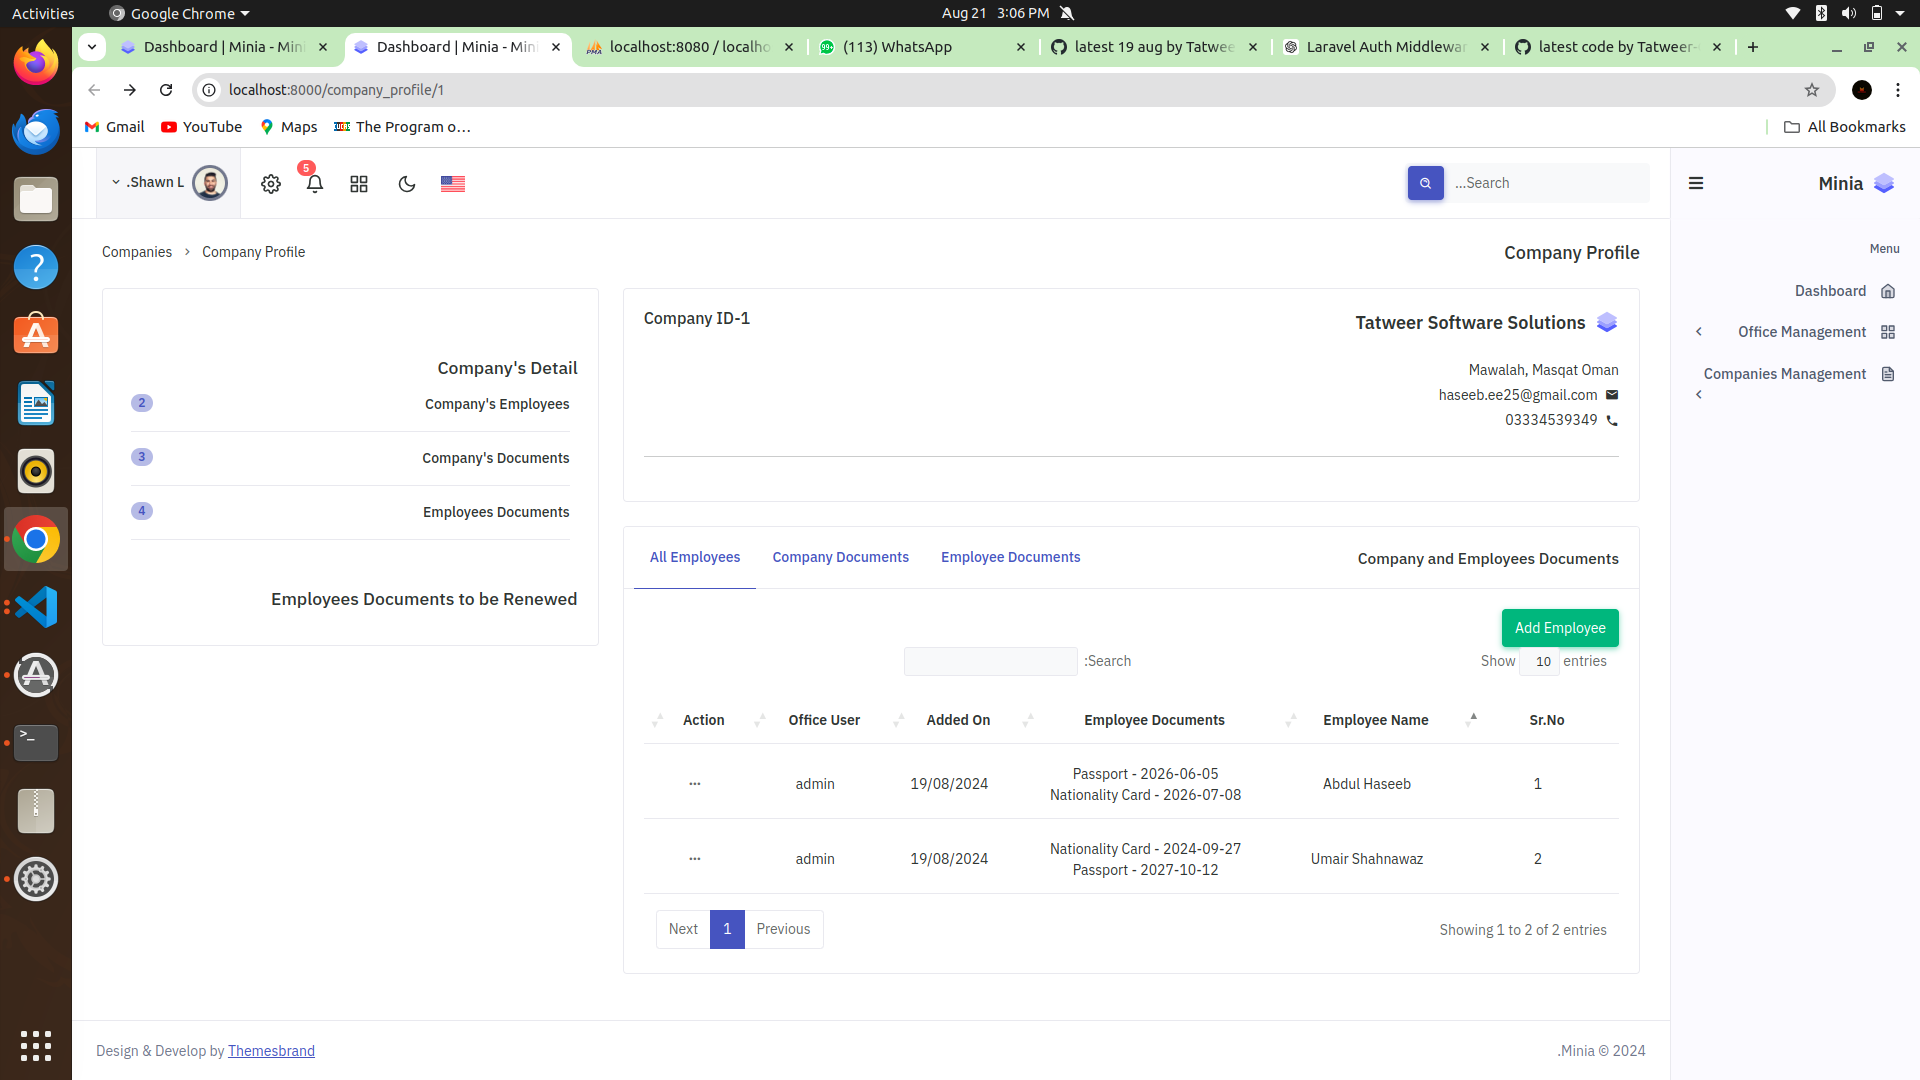 Activities
Google Chrome
Aug 21 3:06 PM
Dashboard | Minia - Mini
Dashboard | Minia - Mini
localhost:8080 / localho
(113) WhatsApp
latest 19 aug by Tatwee
Laravel Auth Middlewar
latest code by Tatweer-
localhost:8000/company_profile/1
Gmail
YouTube
Maps
The Program o…
All Bookmarks
.Shawn L
5
...Search
Minia
Menu
Dashboard
Office Management
Companies Management
Companies > Company Profile
Company Profile
Company's Detail
2 Company's Employees
3 Company's Documents
4 Employees Documents
Employees Documents to be Renewed
Company ID-1
Tatweer Software Solutions
Mawalah, Masqat Oman
haseeb.ee25@gmail.com
03334539349
All Employees Company Documents Employee Documents
Company and Employees Documents
Add Employee
:Search
Show 10 entries
Action Office User Added On Employee Documents Employee Name Sr.No
... admin 19/08/2024 Passport - 2026-06-05 Abdul Haseeb 1
Nationality Card - 2026-07-08
... admin 19/08/2024 Nationality Card - 2024-09-27 Umair Shahnawaz 2
Passport - 2027-10-12
Next 1 Previous
Showing 1 to 2 of 2 entries
Design & Develop by Themesbrand
.Minia © 2024